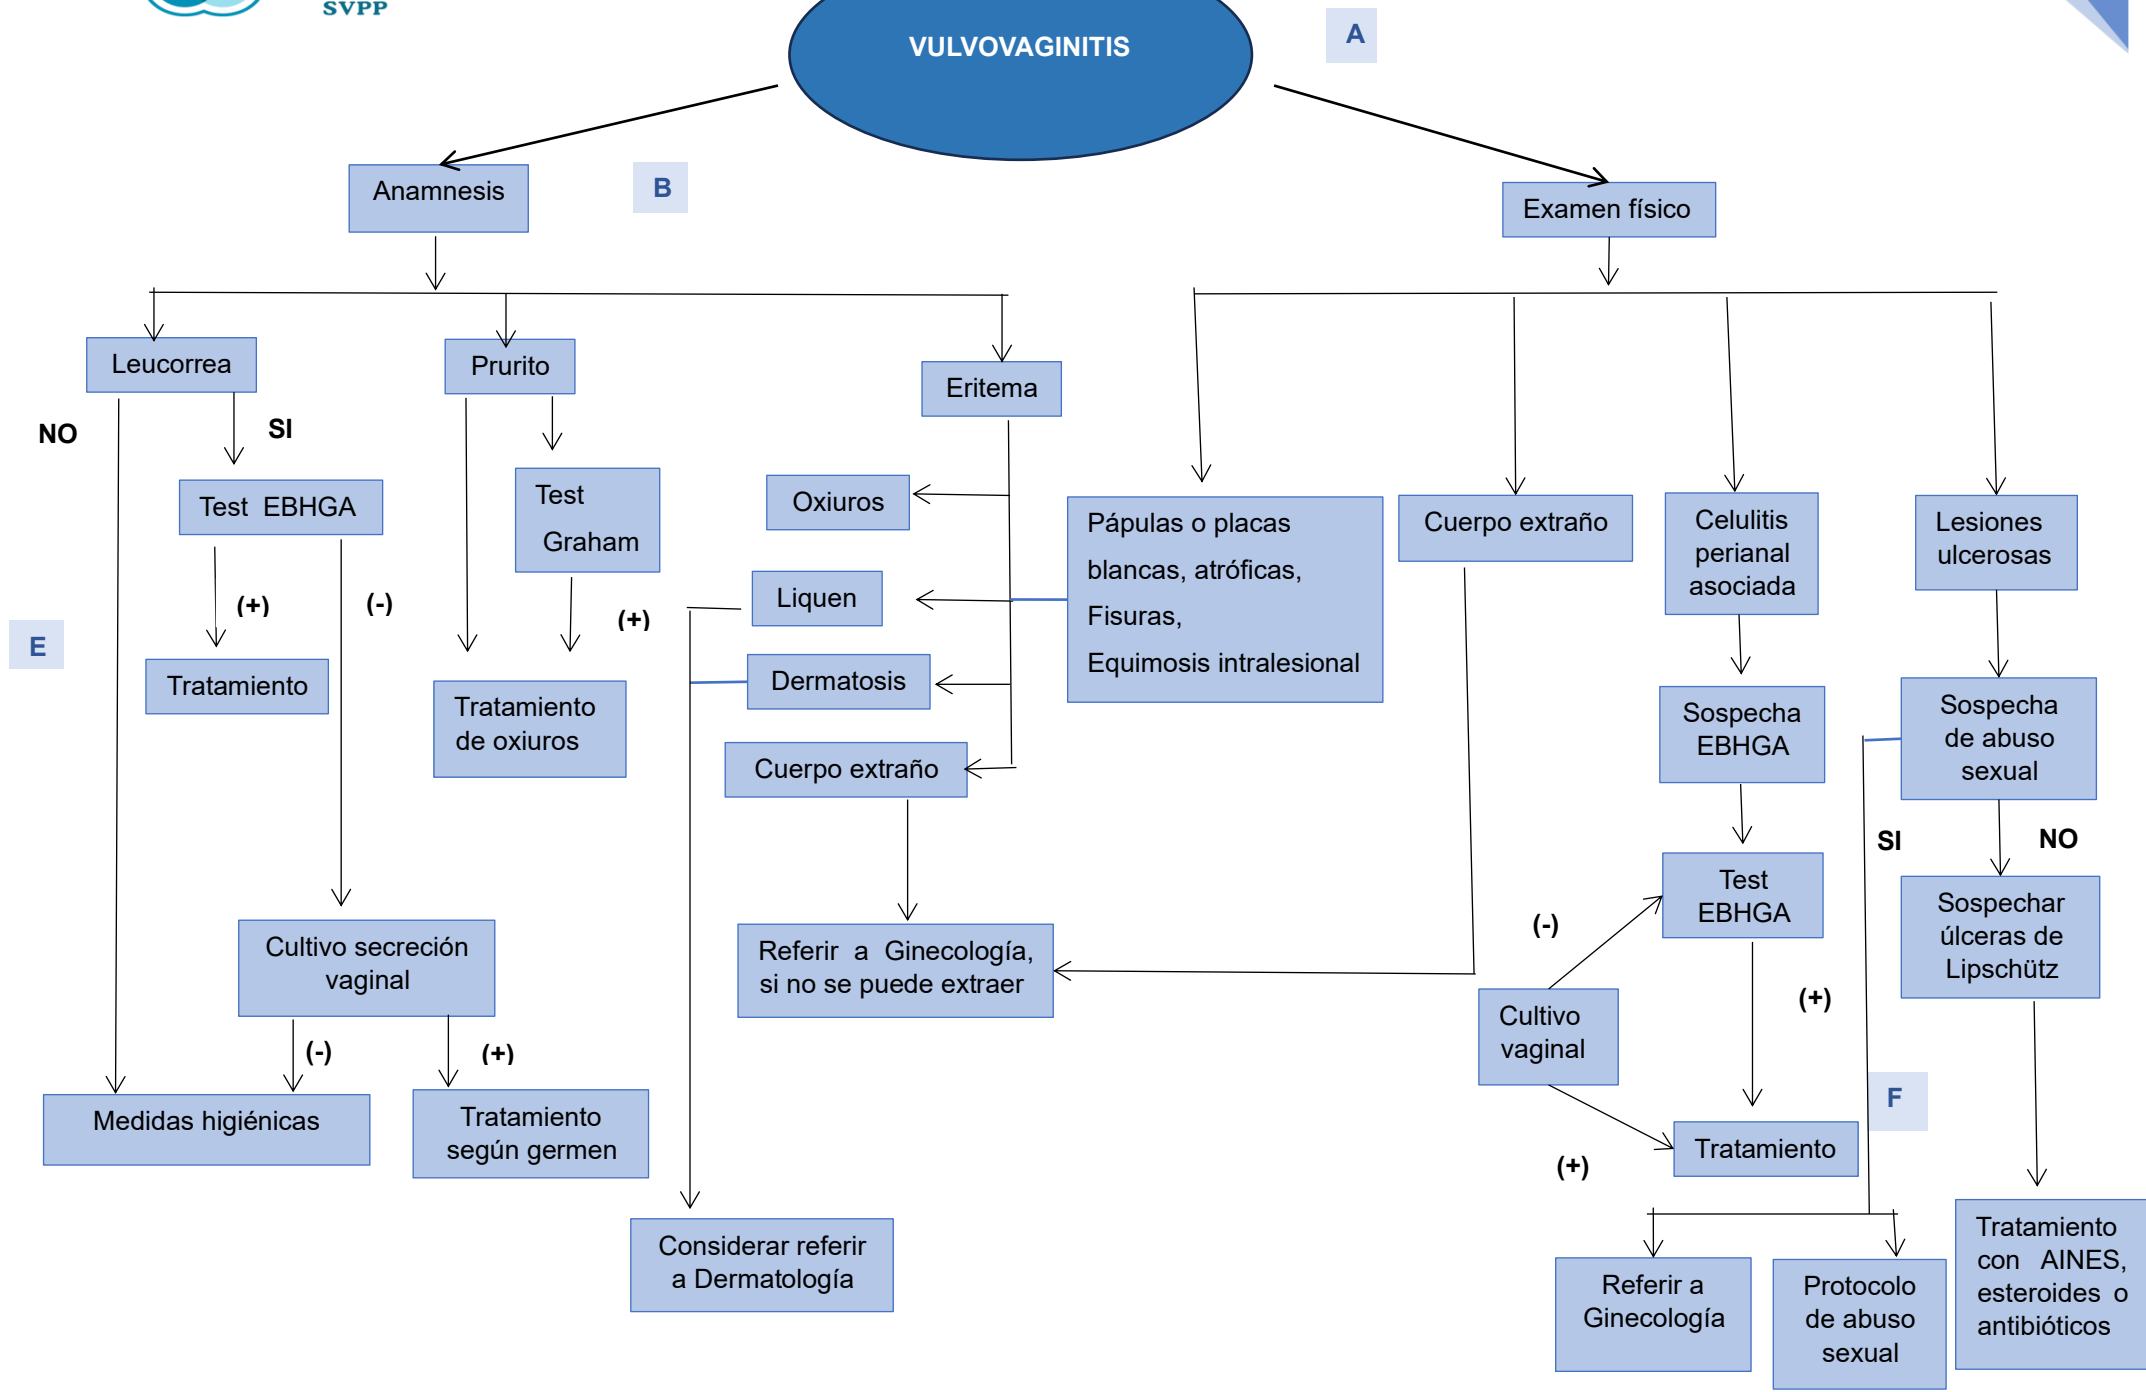 SVPP
VULVOVAGINITIS
A
Anamnesis
B
Examen físico
Leucorrea
Prurito
Eritema
NO
SI
Test EBHGA
Test
Graham
Oxiuros
Pápulas o placas
blancas, atróficas,
Fisuras,
Equimosis intralesional
Cuerpo extraño
Celulitis
perianal
asociada
Lesiones
ulcerosas
(+)
(-)
(+)
Liquen
E
Tratamiento
Tratamiento
de oxiuros
Dermatosis
Cuerpo extraño
Sospecha
EBHGA
Sospecha
de abuso
sexual
SI
NO
Test
EBHGA
Sospechar
úlceras de
Lipschütz
Cultivo secreción
vaginal
Referir a Ginecología,
si no se puede extraer
(-)
Cultivo
vaginal
(+)
(-)
(+)
Medidas higiénicas
Tratamiento
según germen
F
Tratamiento
(+)
Considerar referir
a Dermatología
Referir a
Ginecología
Protocolo
de abuso
sexual
Tratamiento
con AINES,
esteroides o
antibióticos